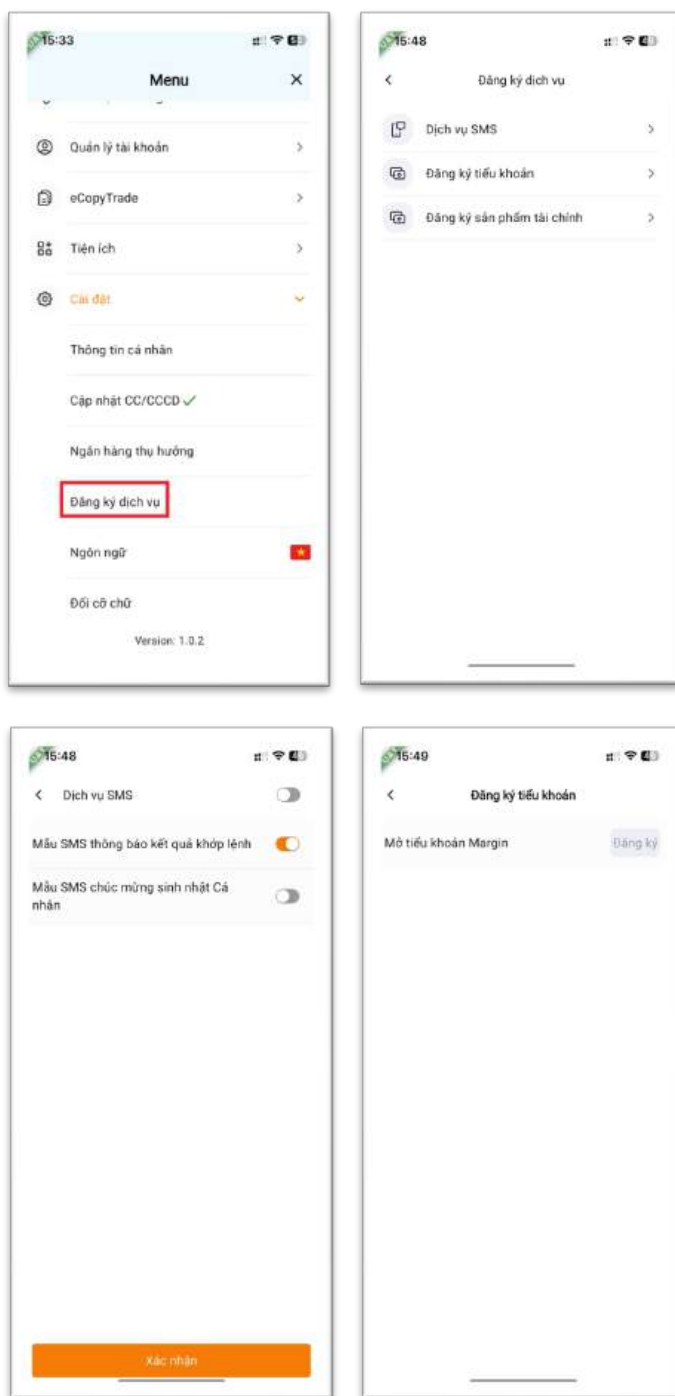 15:33
Menu
Quản lý tài khoản
eCopyTrade
Tiện ích
Cài đặt
Thông tin cá nhân
Cập nhật CC/CCCD
Ngân hàng thụ hưởng
Đăng ký dịch vụ
Ngôn ngữ
Đổi cỡ chữ
Version: 1.0.2
15:48
Đăng ký dịch vụ
Dịch vụ SMS
Đăng ký tiểu khoản
Đăng ký sản phẩm tài chính
15:48
Dịch vụ SMS
Mẫu SMS thông báo kết quả khớp lệnh
Mẫu SMS chúc mừng sinh nhật Cá
nhân
Xác nhận
15:49
Đăng ký tiểu khoản
Mở tiểu khoản Margin
Đăng ký